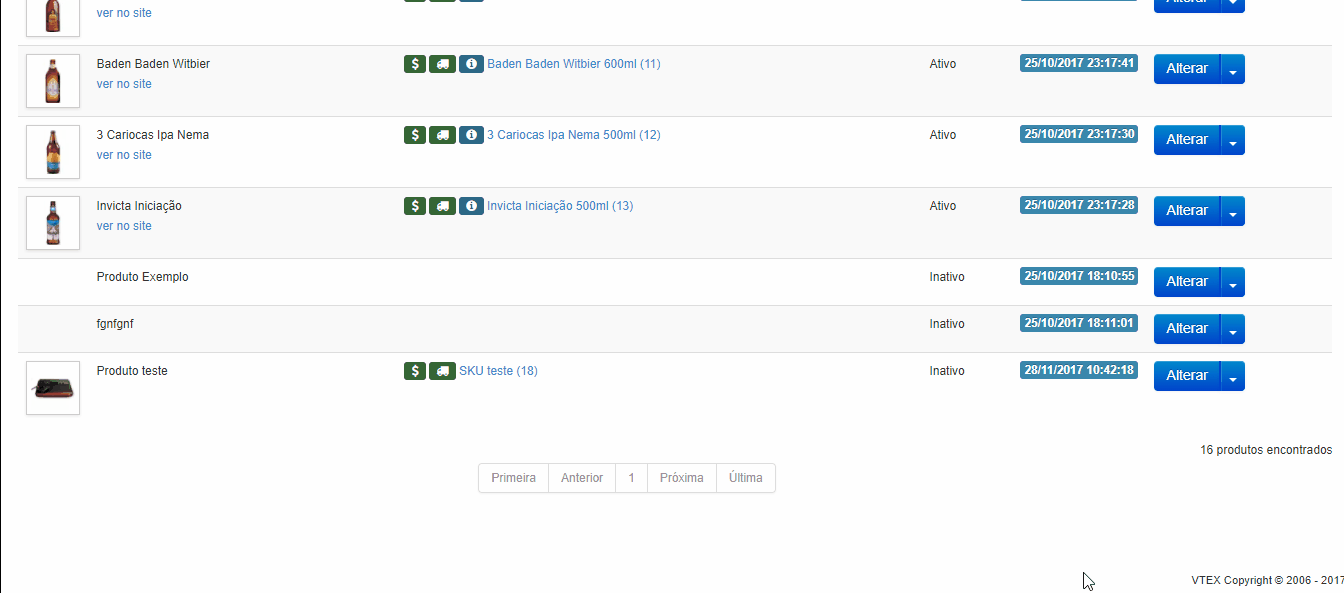 ver no site
Alterar
Baden Baden Witbier
ver no site
$ Baden Baden Witbier 600ml (11)
Ativo
25/10/2017 23:17:41
Alterar
3 Cariocas Ipa Nema
ver no site
$ 3 Cariocas Ipa Nema 500ml (12)
Ativo
25/10/2017 23:17:30
Alterar
Invicta Iniciação
ver no site
$ Invicta Iniciação 500ml (13)
Ativo
25/10/2017 23:17:28
Alterar
Produto Exemplo
Inativo
25/10/2017 18:10:55
Alterar
fgnfgnf
Inativo
25/10/2017 18:11:01
Alterar
Produto teste
$ SKU teste (18)
Inativo
28/11/2017 10:42:18
Alterar
16 produtos encontrados
Primeira Anterior 1 Próxima Última
VTEX Copyright © 2006 - 2017